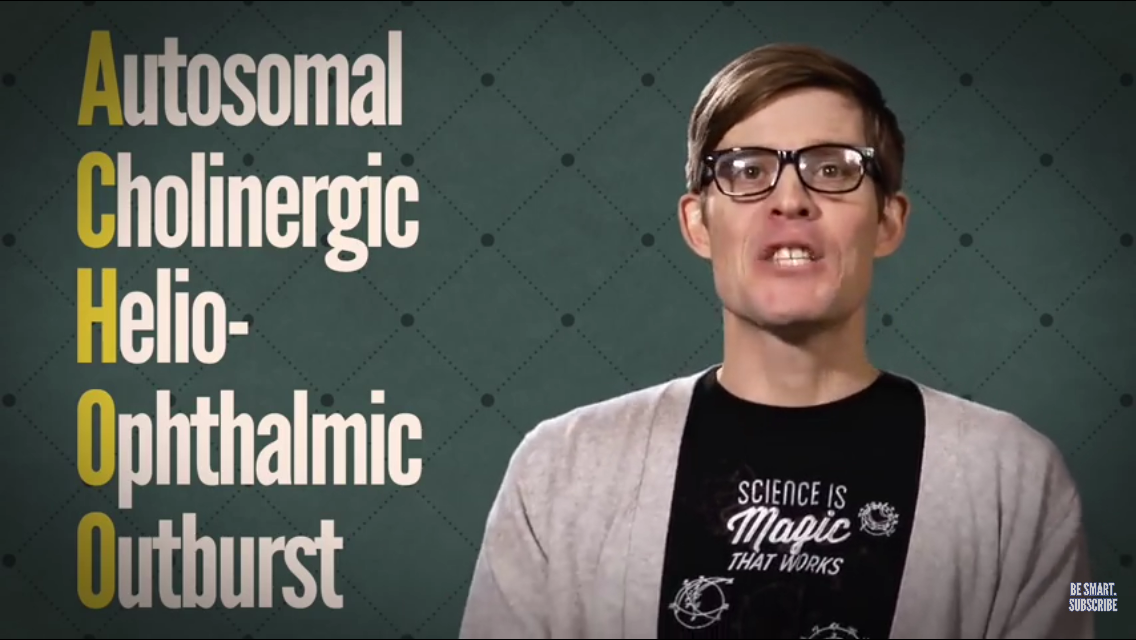 Autosomal
Cholinergic
Helio-
Ophthalmic
Outburst
SCIENCE IS
Magic
THAT WORKS
BE SMART.
SUBSCRIBE